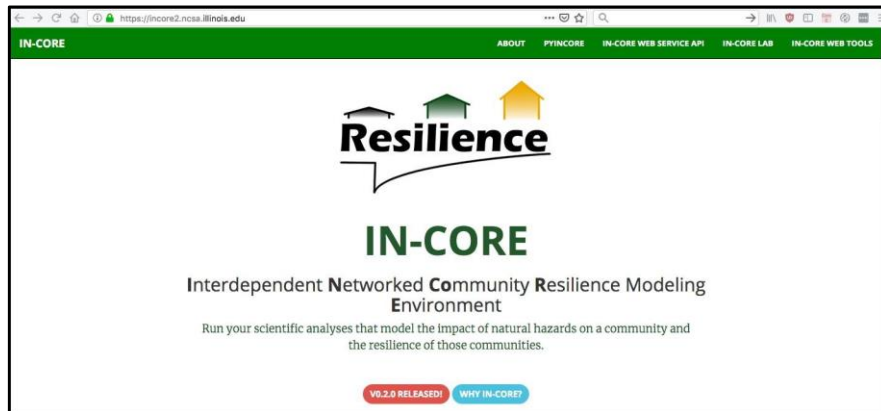 https://incore2.ncsa.illinois.edu
IN-CORE ABOUT PYINCORE IN-CORE WEB SERVICE API IN-CORE LAB IN-CORE WEB TOOLS
Resilience
IN-CORE
Interdependent Networked Community Resilience Modeling
Environment
Run your scientific analyses that model the impact of natural hazards on a community and
the resilience of those communities.
V0.2.0 RELEASED! WHY IN-CORE?